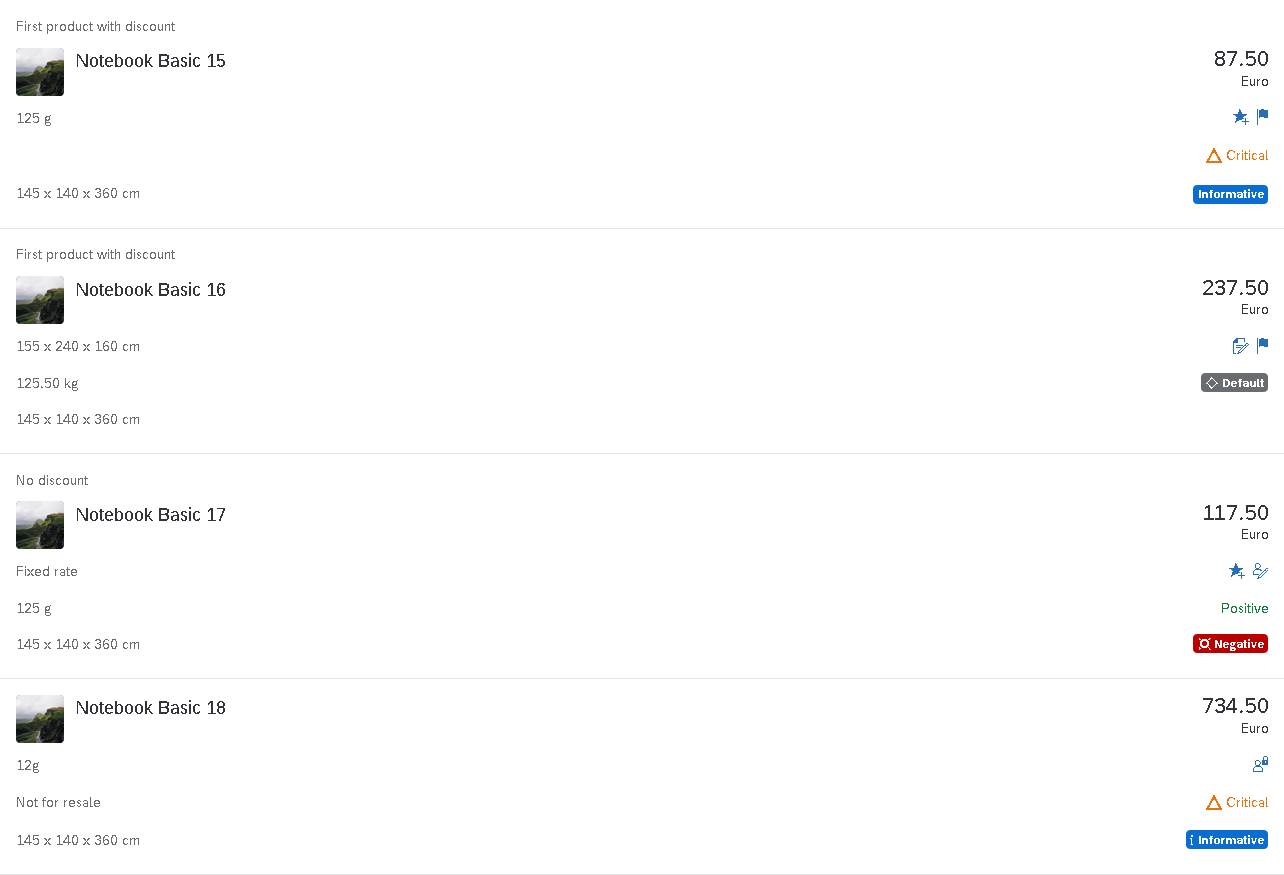 First product with discount
Notebook Basic 15
87.50
Euro
125 g
Critical
145 x 140 x 360 cm
Informative
First product with discount
Notebook Basic 16
237.50
Euro
155 x 240 x 160 cm
125.50 kg
Default
145 x 140 x 360 cm
No discount
Notebook Basic 17
117.50
Euro
Fixed rate
125 g
Positive
145 x 140 x 360 cm
Negative
Notebook Basic 18
734.50
Euro
12g
Not for resale
Critical
145 x 140 x 360 cm
Informative